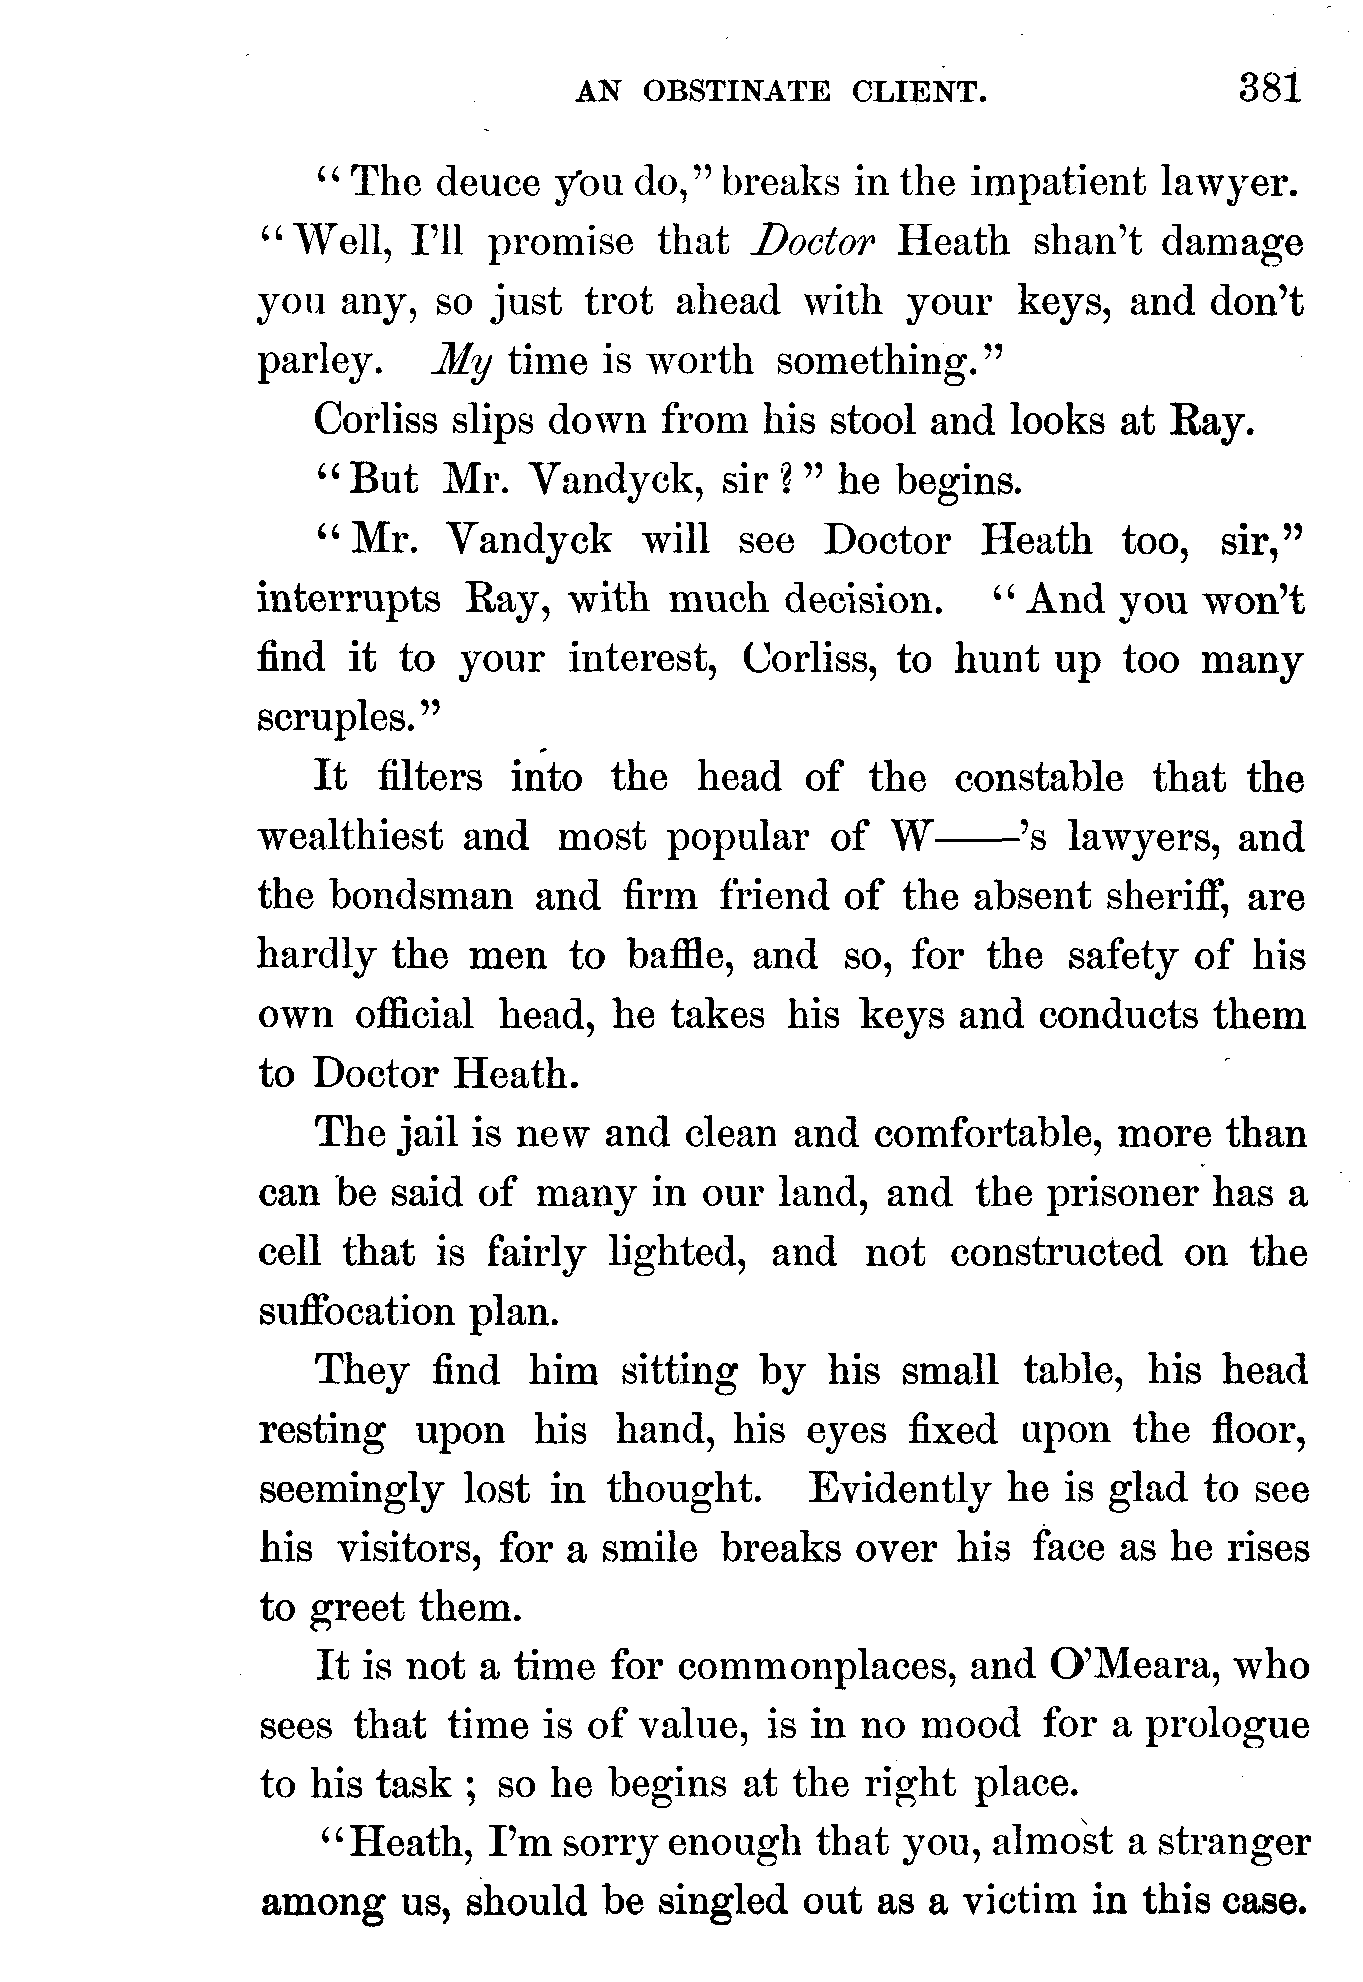 AN OBSTINATE CLIENT. 381
“The deuce you do,” breaks in the impatient lawyer.
“Well, I’ll promise that Doctor Heath shan’t damage
you any, so just trot ahead with your keys, and don’t
parley. My time is worth something.”
Corliss slips down from his stool and looks at Ray.
“But Mr. Vandyck, sir?” he begins.
“Mr. Vandyck will see Doctor Heath too, sir,”
interrupts Ray, with much decision. “And you won’t
find it to your interest, Corliss, to hunt up too many
scruples.”
It filters into the head of the constable that the
wealthiest and most popular of W——’s lawyers, and
the bondsman and firm friend of the absent sheriff, are
hardly the men to baffle, and so, for the safety of his
own official head, he takes his keys and conducts them
to Doctor Heath.
The jail is new and clean and comfortable, more than
can be said of many in our land, and the prisoner has a
cell that is fairly lighted, and not constructed on the
suffocation plan.
They find him sitting by his small table, his head
resting upon his hand, his eyes fixed upon the floor,
seemingly lost in thought. Evidently he is glad to see
his visitors, for a smile breaks over his face as he rises
to greet them.
It is not a time for commonplaces, and O’Meara, who
sees that time is of value, is in no mood for a prologue
to his task ; so he begins at the right place.
“Heath, I’m sorry enough that you, almost a stranger
among us, should be singled out as a victim in this case.